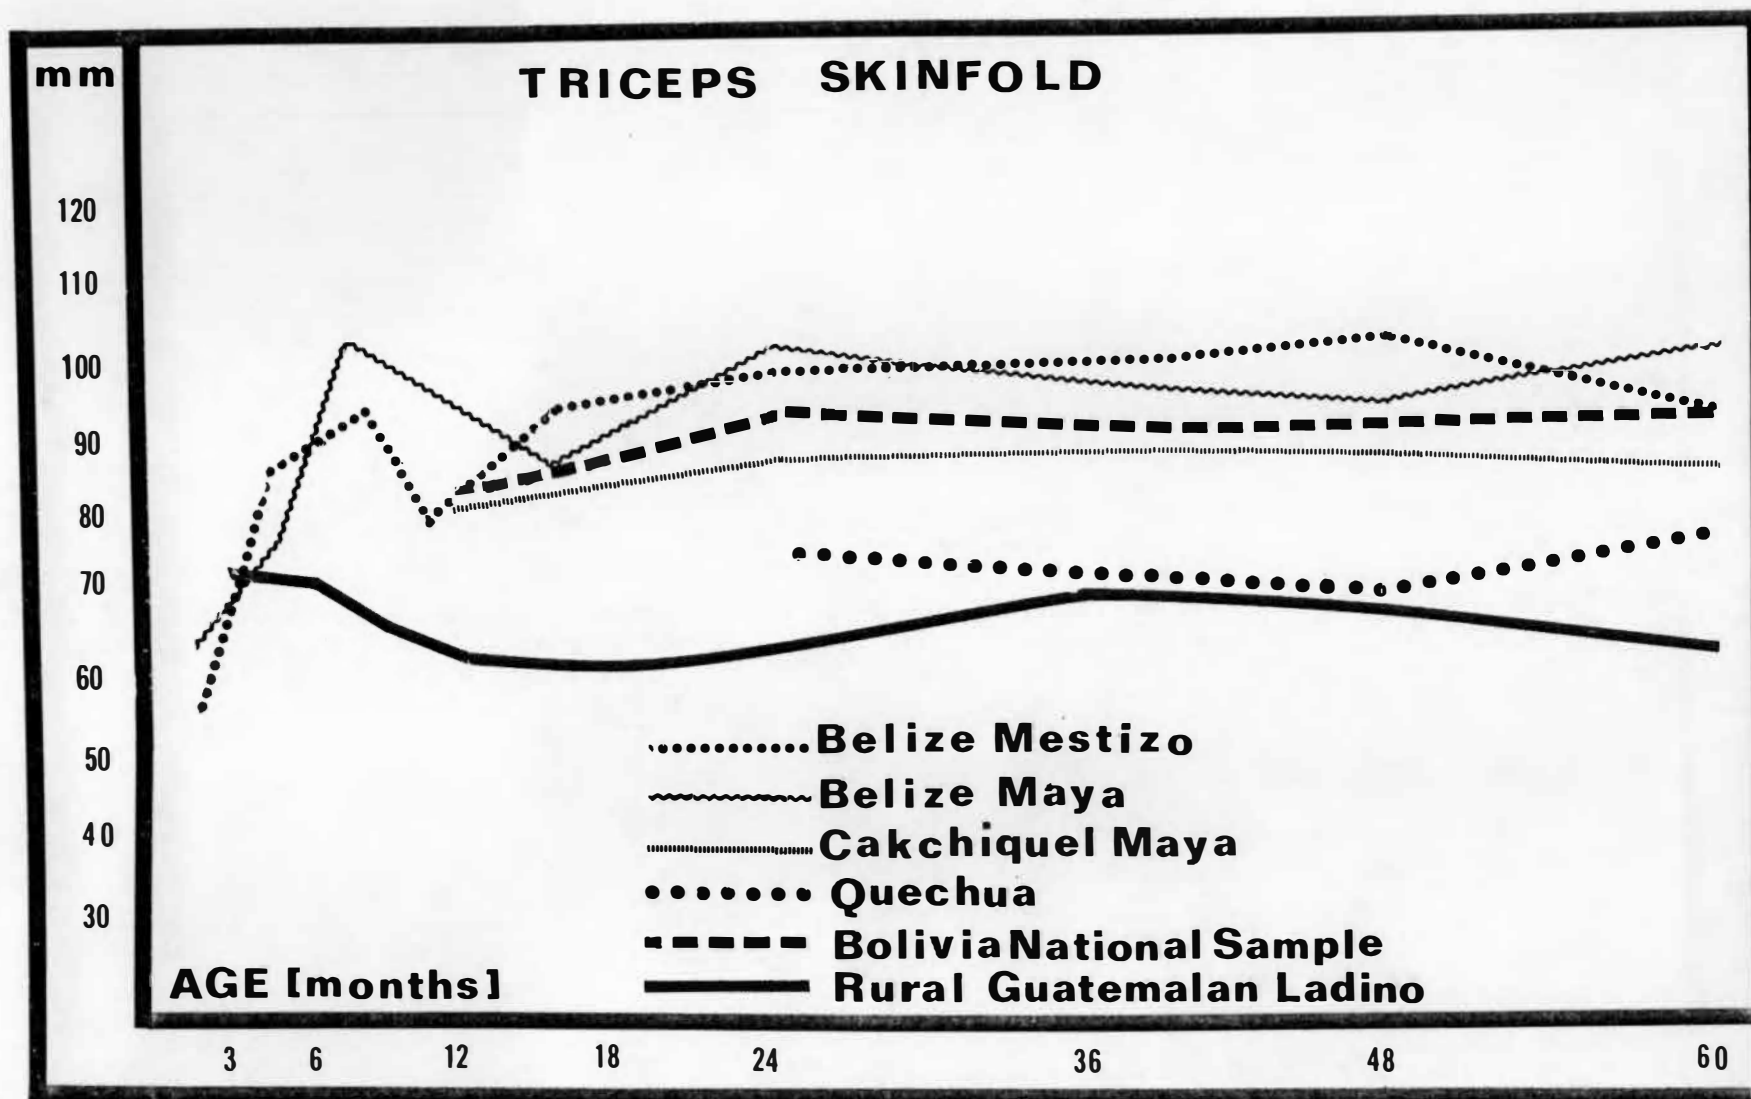 mm
TRICEPS SKINFOLD
120
110
100
90
80
70
60
50
40
30
Belize Mestizo
Belize Maya
Cakchiquel Maya
Quechua
Bolivia National Sample
Rural Guatemalan Ladino
AGE [months]
3 6 12 18 24 36 48 60